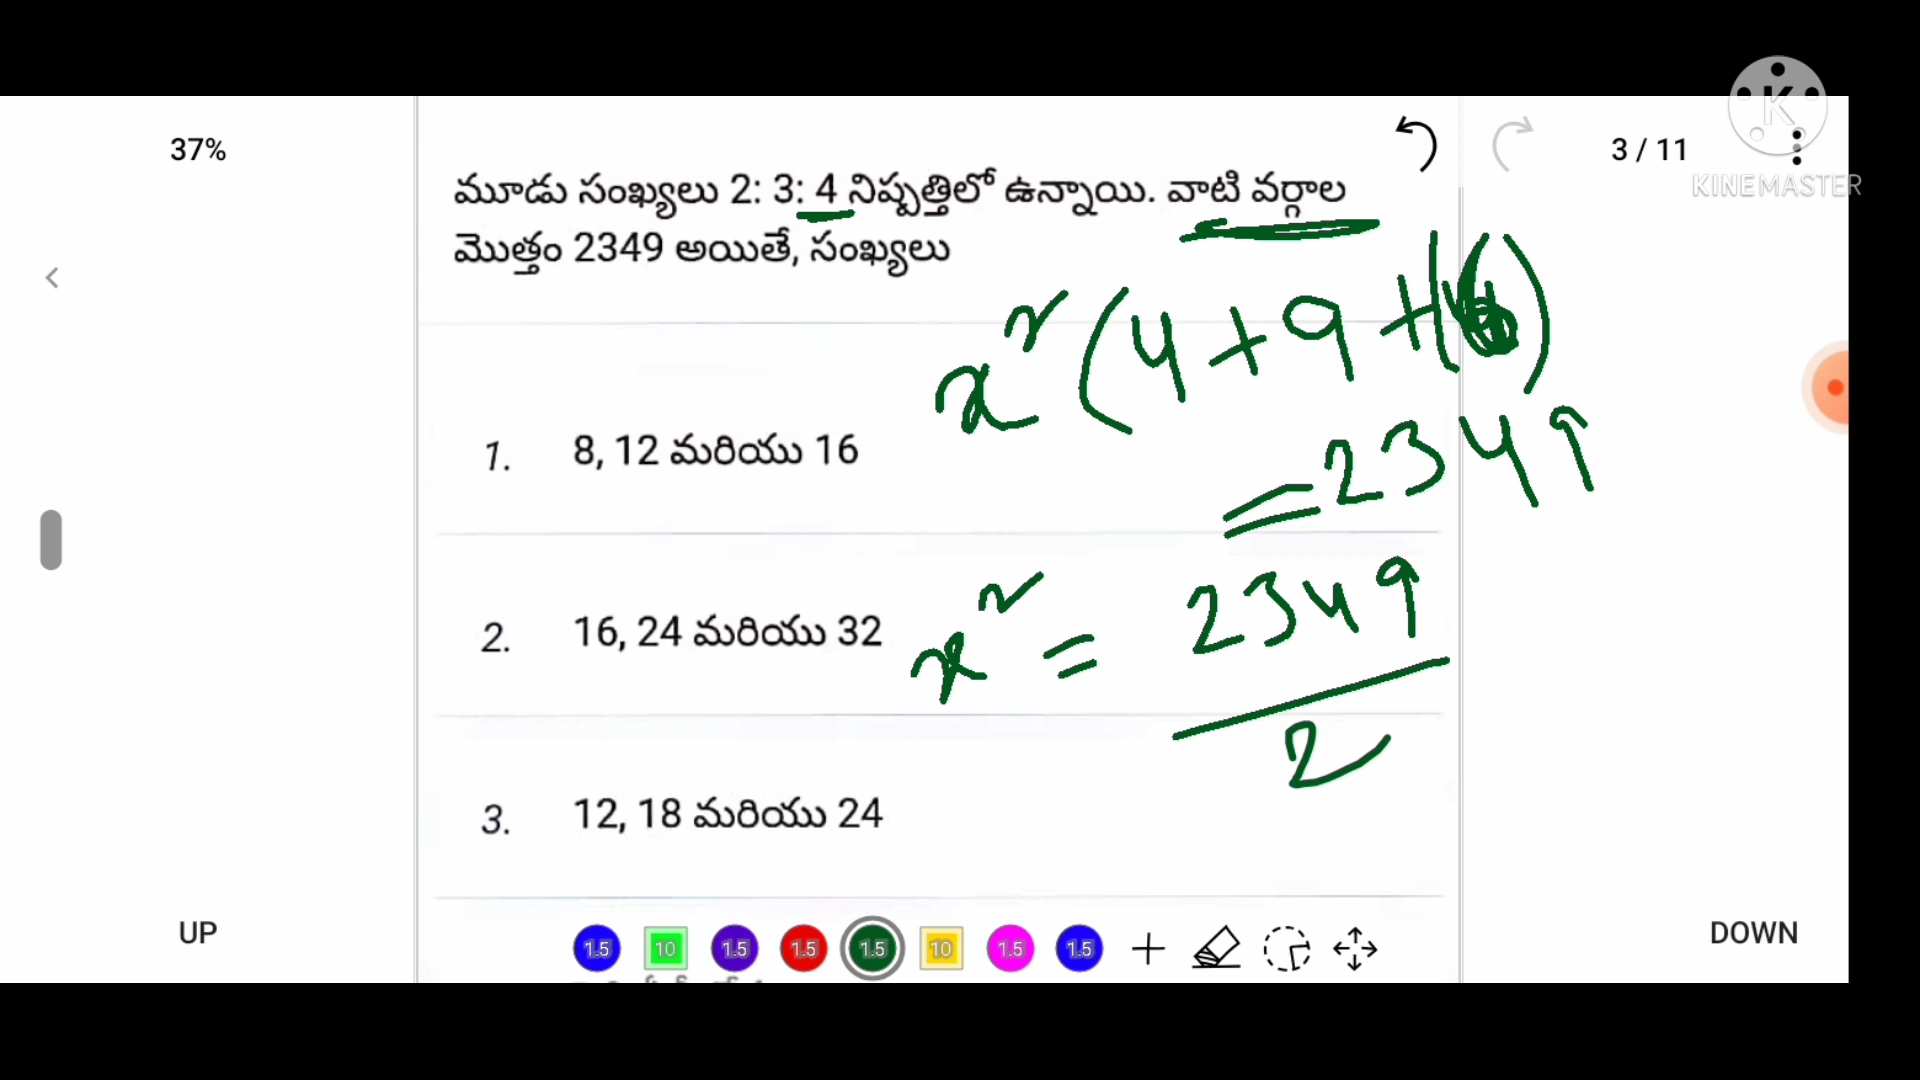 37%
3 / 11
KINEMASTER
మూడు సంఖ్యలు 2: 3: 4 నిష్పత్తిలో ఉన్నాయి. వాటి వర్గాల
మొత్తం 2349 అయితే, సంఖ్యలు
x² (4+9+16)
=2349
1. 8, 12 మరియు 16
x² = 2349
2
2. 16, 24 మరియు 32
3. 12, 18 మరియు 24
UP
DOWN
1.5 10 1.5 1.5 1.5 10 1.5 1.5